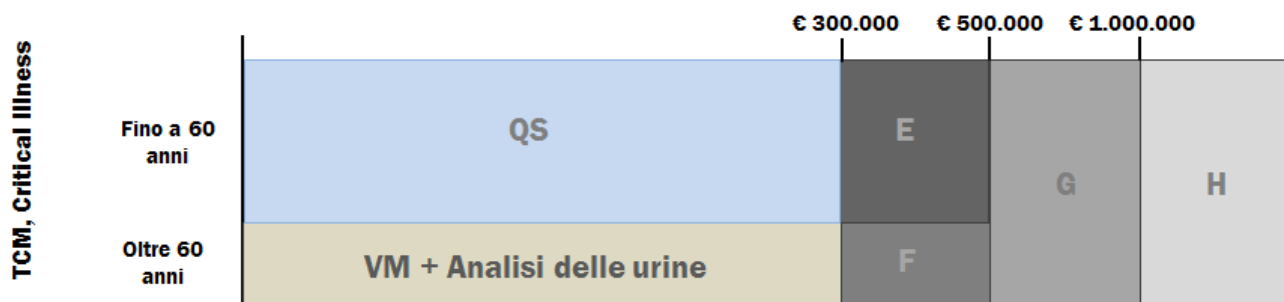 € 300.000 € 500.000 € 1.000.000
TCM, Critical Illness
Fino a 60
anni
QS
E
G
H
Oltre 60
anni
VM + Analisi delle urine
F